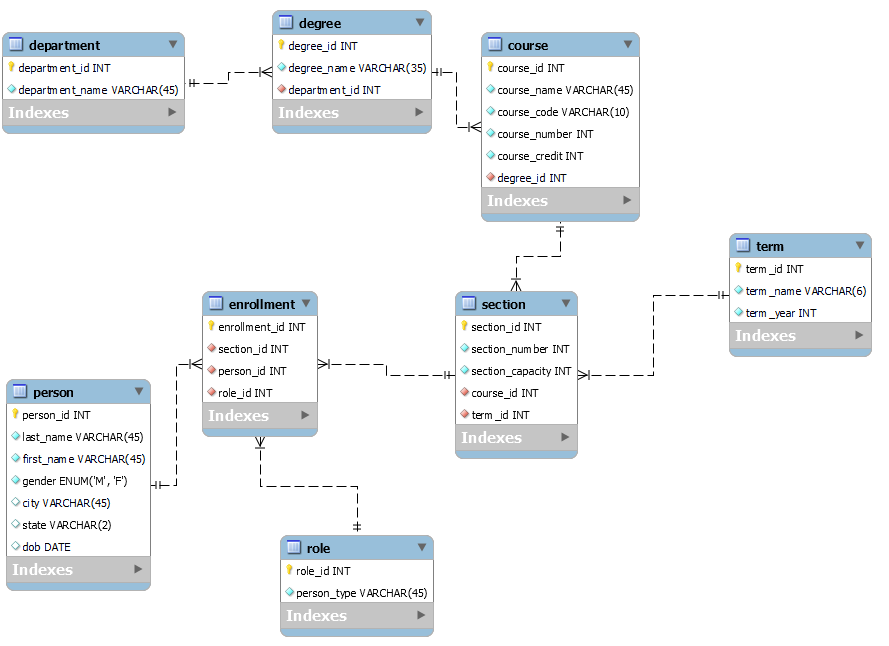 department
department_id INT
department_name VARCHAR(45)
Indexes
degree
degree_id INT
degree_name VARCHAR(35)
department_id INT
Indexes
course
course_id INT
course_name VARCHAR(45)
course_code VARCHAR(10)
course_number INT
course_credit INT
degree_id INT
Indexes
term
term_id INT
term_name VARCHAR(6)
term_year INT
Indexes
enrollment
enrollment_id INT
section_id INT
person_id INT
role_id INT
Indexes
section
section_id INT
section_number INT
section_capacity INT
course_id INT
term_id INT
Indexes
person
person_id INT
last_name VARCHAR(45)
first_name VARCHAR(45)
gender ENUM('M', 'F')
city VARCHAR(45)
state VARCHAR(2)
dob DATE
Indexes
role
role_id INT
person_type VARCHAR(45)
Indexes